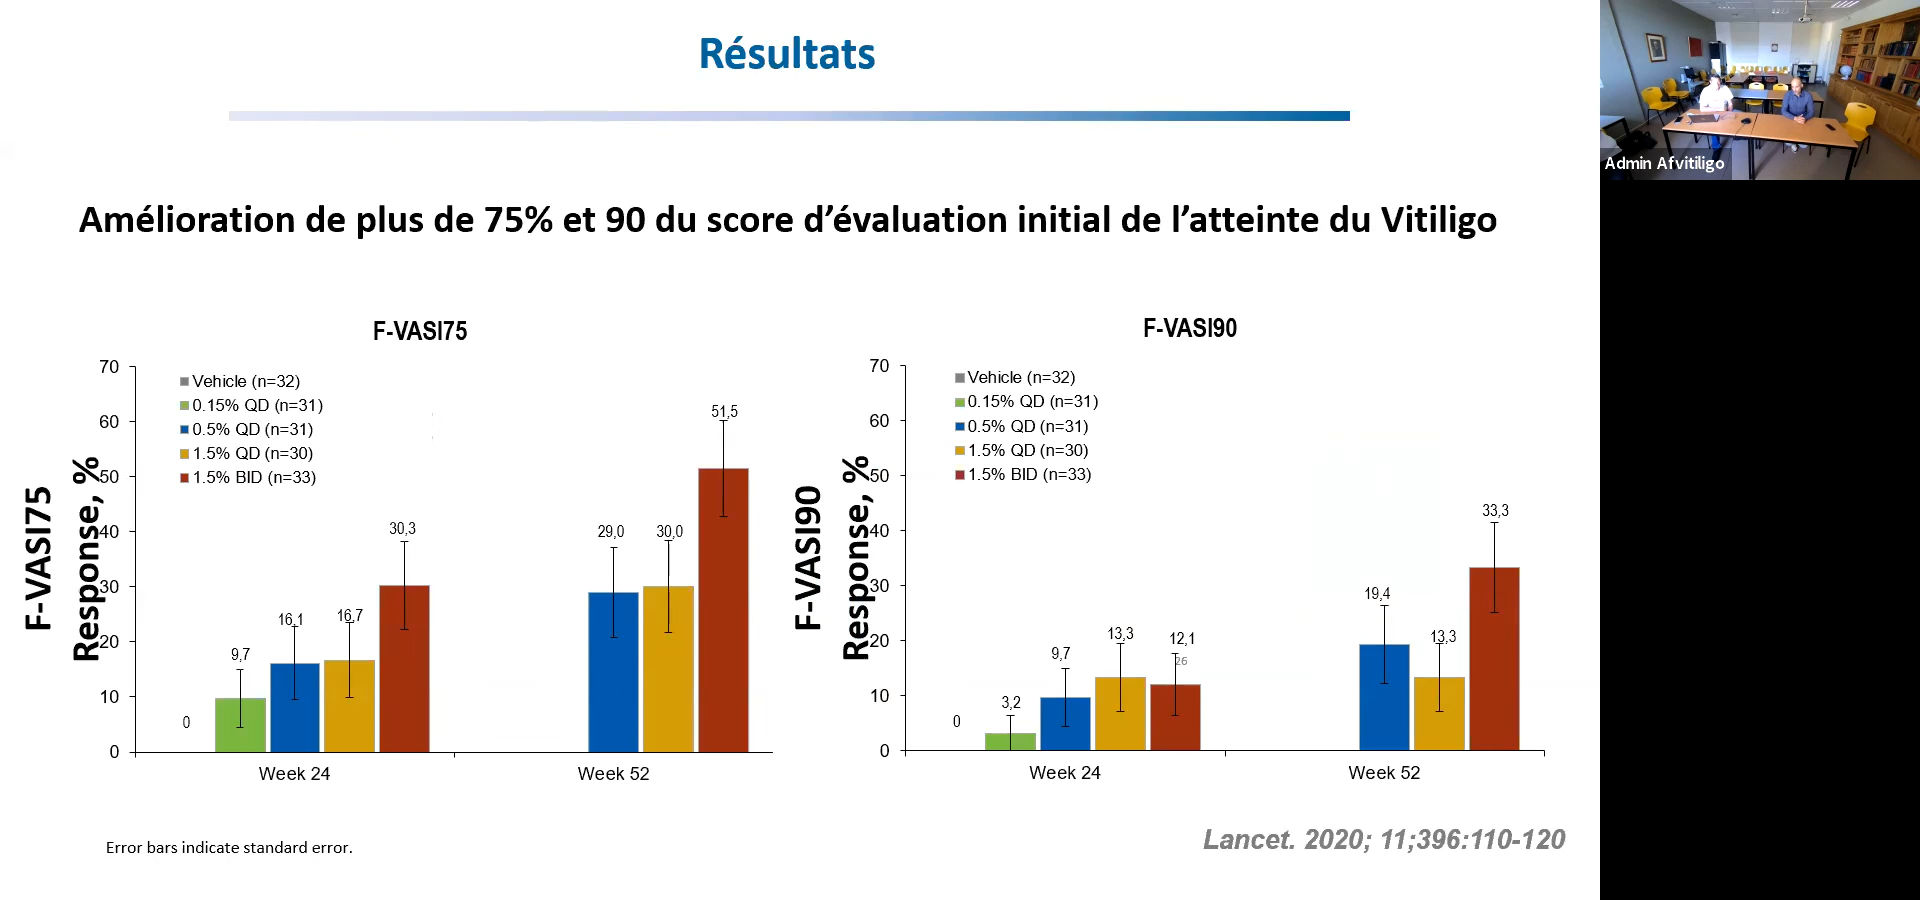 Résultats
Admin Afvitiligo
Amélioration de plus de 75% et 90 du score d’évaluation initial de l’atteinte du Vitiligo
F-VASI75
F-VASI75
Response, %
70
60
50
40
30
20
10
0
Vehicle (n=32)
0.15% QD (n=31)
0.5% QD (n=31)
1.5% QD (n=30)
1.5% BID (n=33)
0
9,7
16,1
16,7
30,3
29,0
30,0
51,5
Week 24
Week 52
F-VASI90
F-VASI90
Response, %
70
60
50
40
30
20
10
0
Vehicle (n=32)
0.15% QD (n=31)
0.5% QD (n=31)
1.5% QD (n=30)
1.5% BID (n=33)
0
3,2
9,7
13,3
12,1
26
19,4
13,3
33,3
Week 24
Week 52
Error bars indicate standard error.
Lancet. 2020; 11;396:110-120